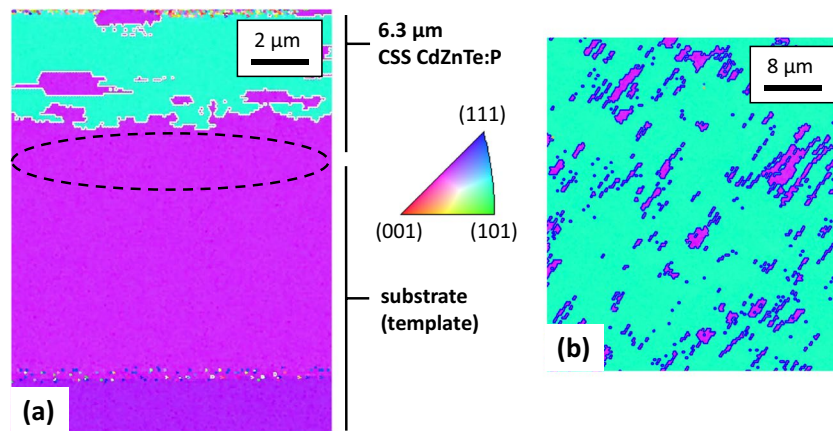 2 µm
6.3 µm
CSS CdZnTe:P
(111)
(001)
(101)
substrate
(template)
(a)
8 µm
(b)